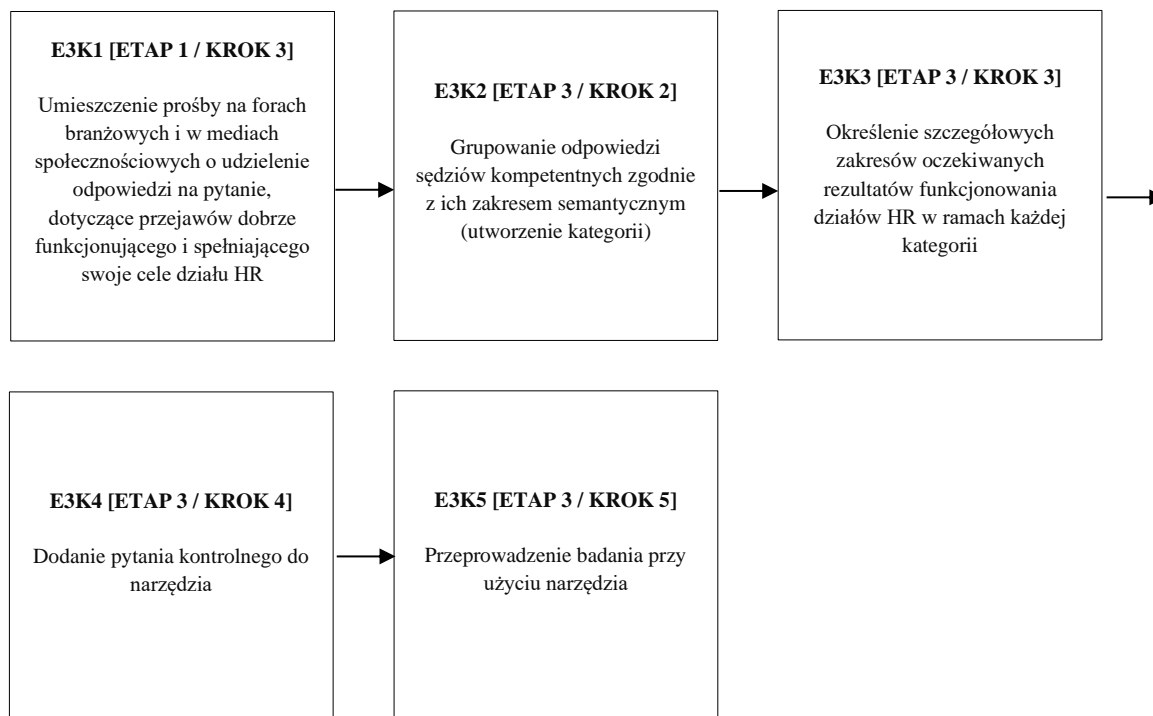 E3K1 [ETAP 1 / KROK 3]
Umieszczenie prośby na forach
branżowych i w mediach
społecznościowych o udzielenie
odpowiedzi na pytanie,
dotyczące przejawów dobrze
funkcjonującego i spełniającego
swoje cele działu HR
E3K2 [ETAP 3 / KROK 2]
Grupowanie odpowiedzi
sędziów kompetentnych zgodnie
z ich zakresem semantycznym
(utworzenie kategorii)
E3K3 [ETAP 3 / KROK 3]
Określenie szczegółowych
zakresów oczekiwanych
rezultatów funkcjonowania
działów HR w ramach każdej
kategorii
E3K4 [ETAP 3 / KROK 4]
Dodanie pytania kontrolnego do
narzędzia
E3K5 [ETAP 3 / KROK 5]
Przeprowadzenie badania przy
użyciu narzędzia